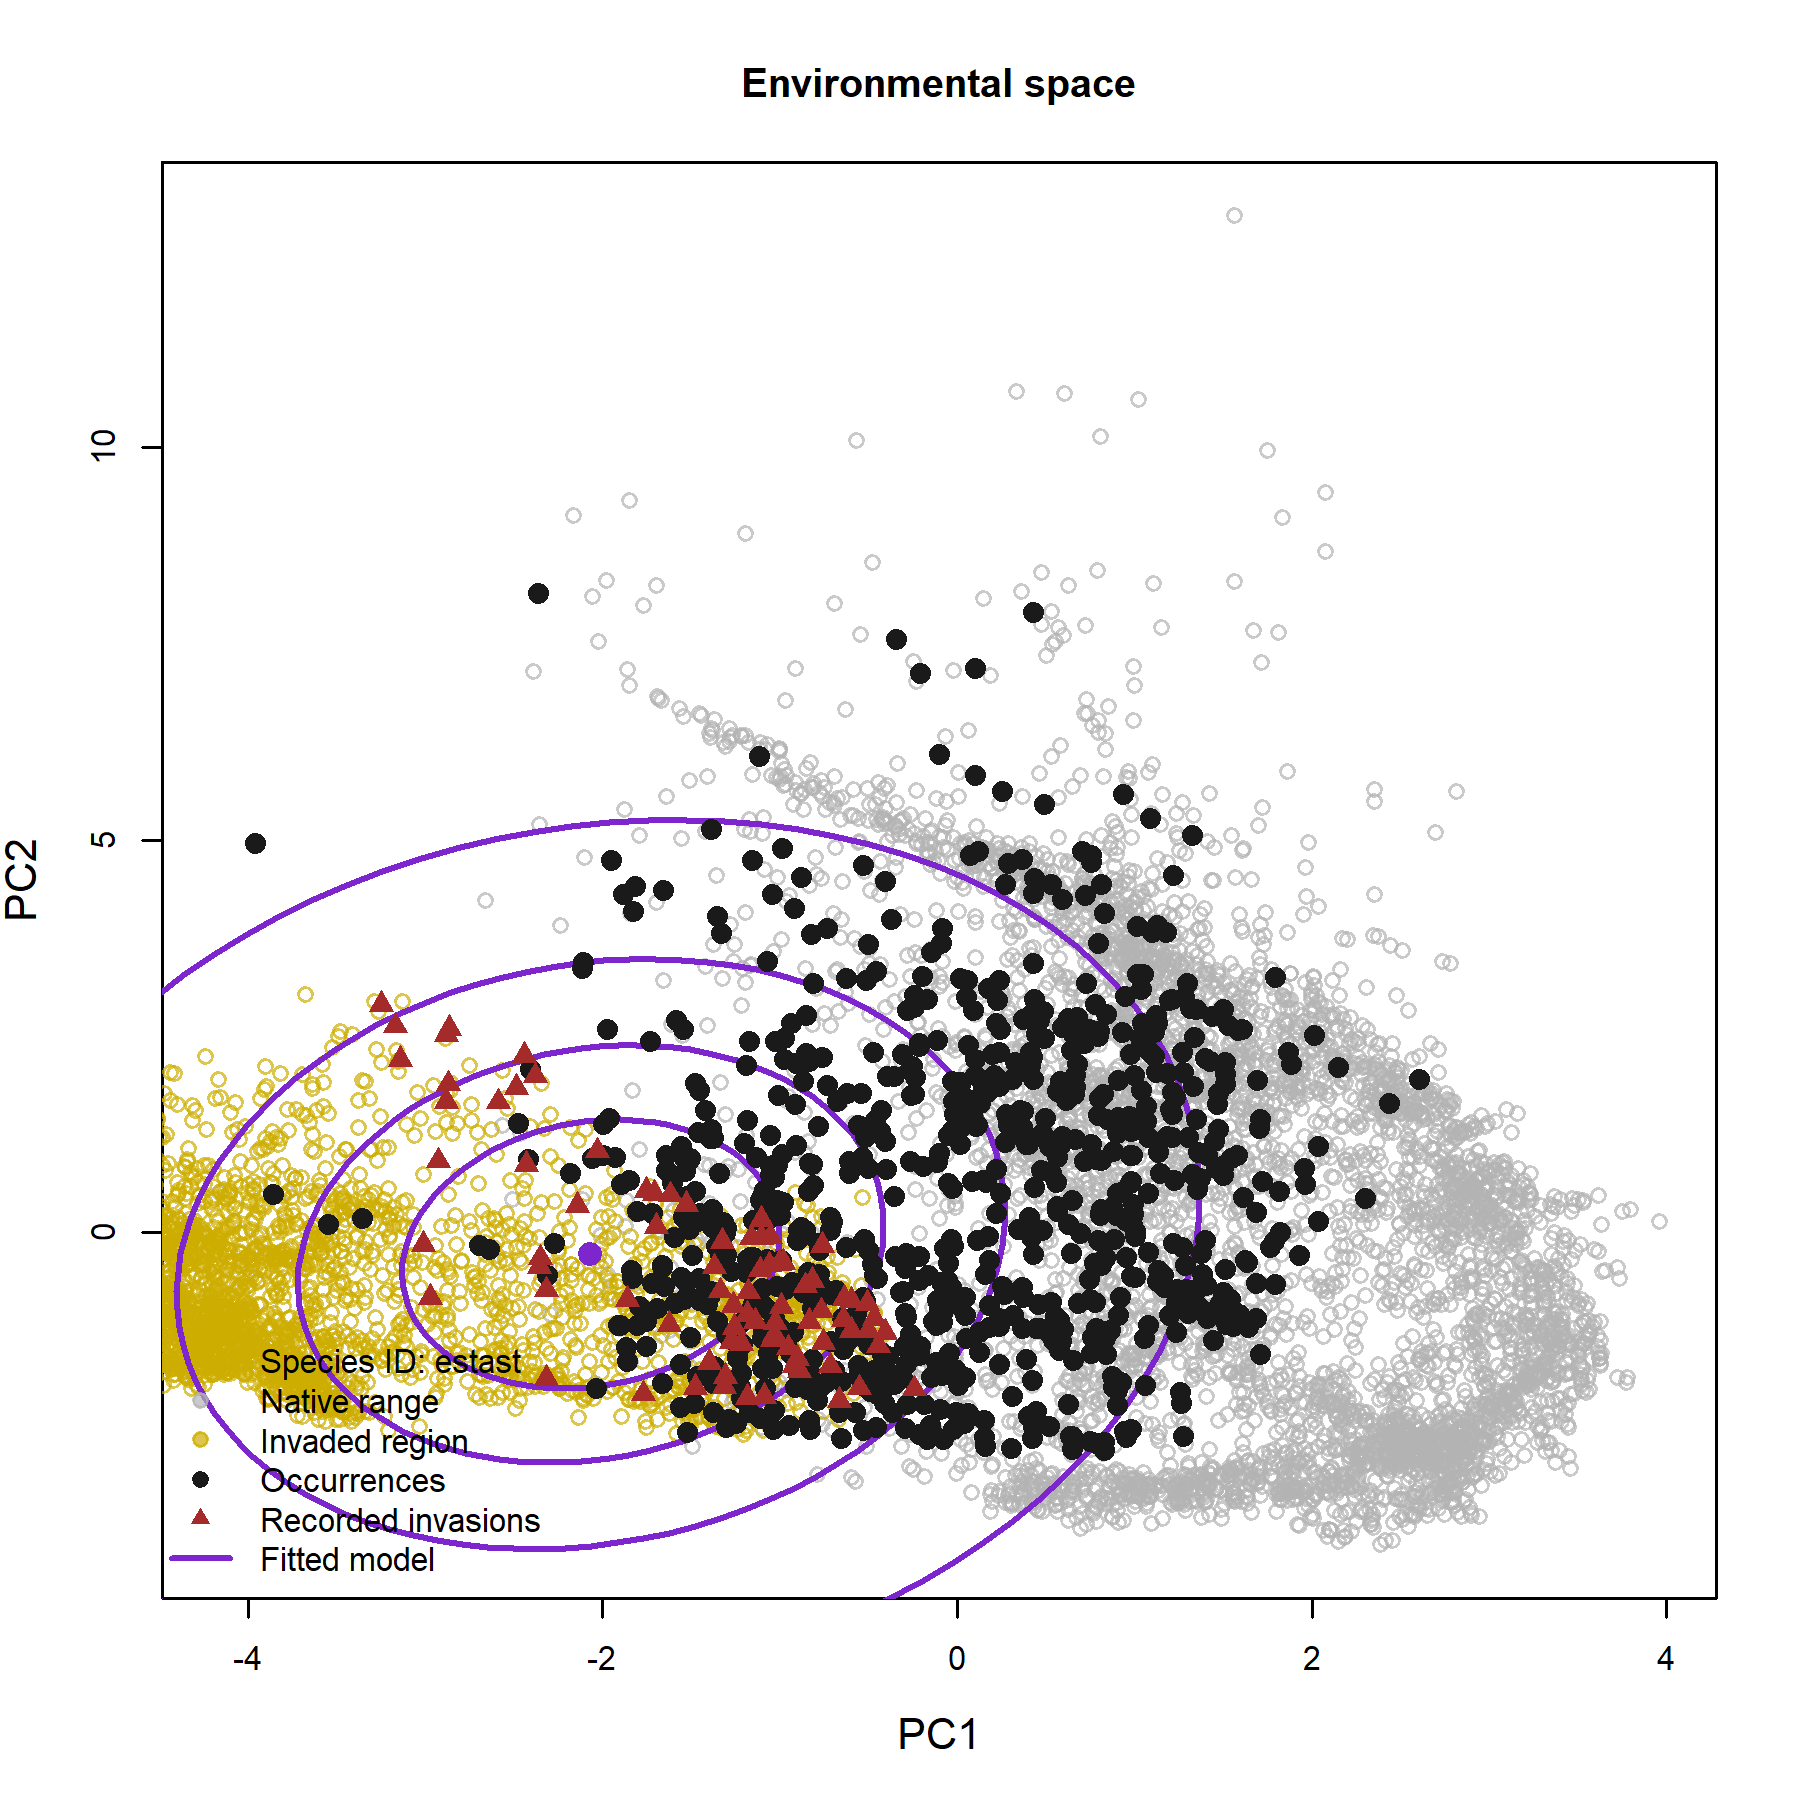 Environmental space
10
5
0
PC2
Species ID: estast
Native range
Invaded region
Occurrences
Recorded invasions
Fitted model
-4
-2
0
2
4
PC1